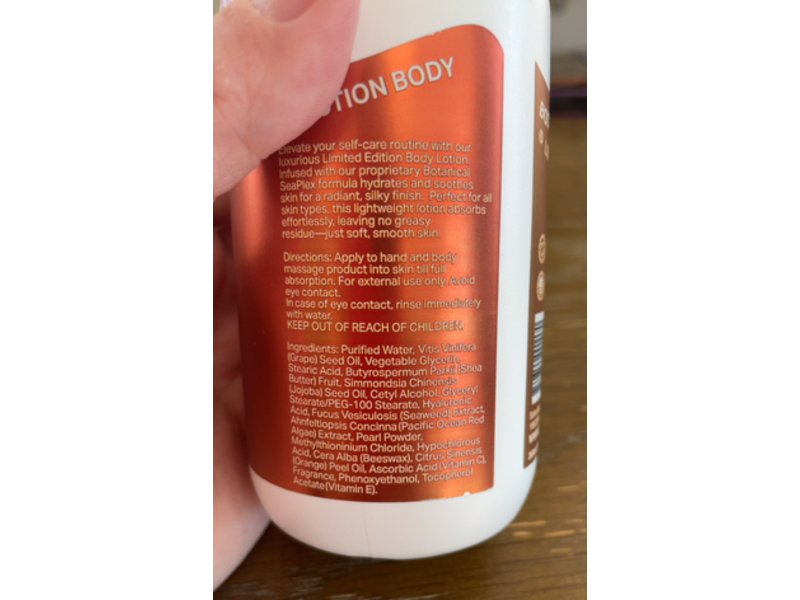 TION BODY
Elevate your self-care routine with our
luxurious Limited Edition Body Lotion.
Infused with our proprietary Botanical
SeaPlex formula hydrates and soothes
skin for a radiant, silky finish. Perfect for all
skin types, this lightweight lotion absorbs
effortlessly, leaving no greasy
residue—just soft, smooth skin.
Directions: Apply to hand and body
massage product into skin till full
absorption. For external use only. Avoid
eye contact.
In case of eye contact, rinse immediately
with water.
KEEP OUT OF REACH OF CHILDREN.
Ingredients: Purified Water, Vitis Vinifera
(Grape) Seed Oil, Vegetable Glycerin,
Stearic Acid, Butyrospermum Parkii (Shea
Butter) Fruit, Simmondsia Chinensis
(Jojoba) Seed Oil, Cetyl Alcohol, Glyceryl
Stearate/PEG-100 Stearate, Hyaluronic
Acid, Fucus Vesiculosis (Seaweed) Extract,
Ahnfeltiopsis Concinna (Pacific Ocean Red
Algae) Extract, Pearl Powder,
Methylthioninium Chloride, Hypochlorous
Acid, Cera Alba (Beeswax), Citrus Sinensis
(Orange) Peel Oil, Ascorbic Acid (Vitamin C),
Fragrance, Phenoxyethanol, Tocopherol
Acetate (Vitamin E).